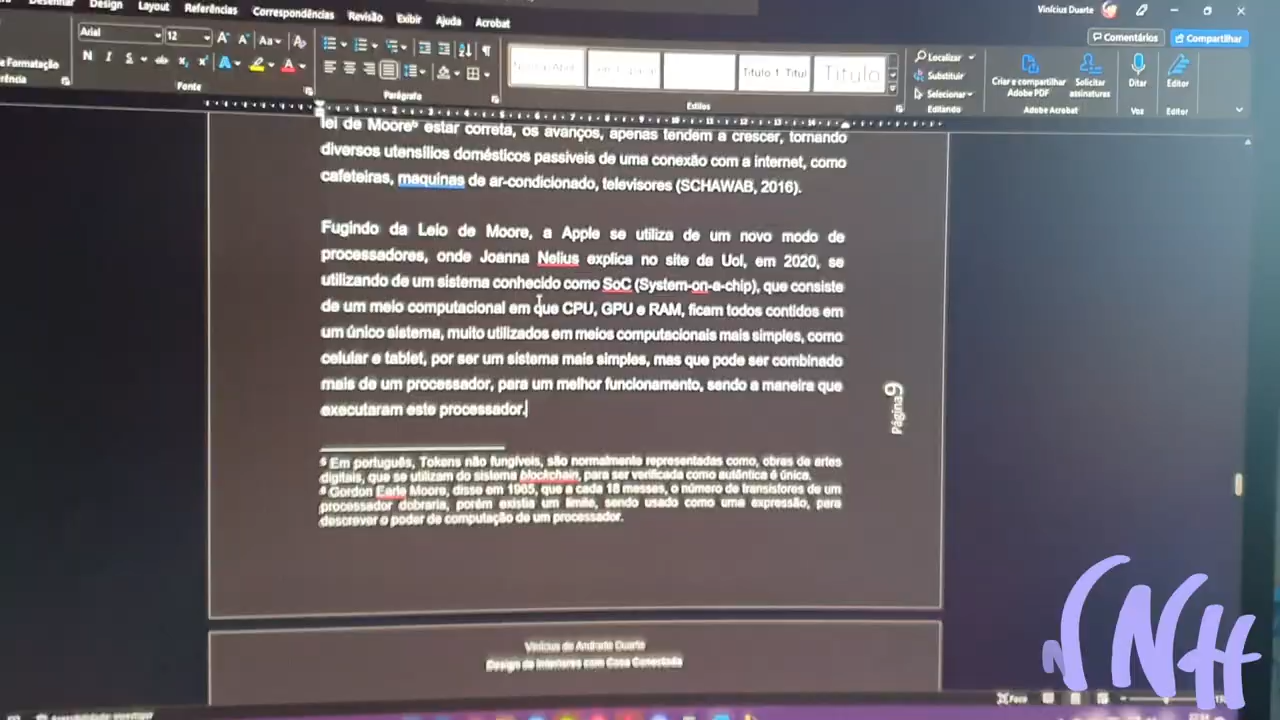 Design Layout Referências Correspondências Revisão Exibir Ajuda Acrobat
Vinícius Duarte
Comentários Compartilhar
Arial 12
Aa
N I S
Formatação
Fonte
Parágrafo
Título 1 Títul Título
Estilos
Localizar
Substituir
Selecionar
Editando
Criar e compartilhar Adobe PDF
Solicitar assinaturas
Adobe Acrobat
Ditar
Voz
Editor
Editor
lei de Moore⁶ estar correta, os avanços, apenas tendem a crescer, tornando
diversos utensílios domésticos passiveis de uma conexão com a internet, como
cafeteiras, maquinas de ar-condicionado, televisores (SCHAWAB, 2016).
Fugindo da Leio de Moore, a Apple se utiliza de um novo modo de
processadores, onde Joanna Nelius explica no site da Uol, em 2020, se
utilizando de um sistema conhecido como SoC (System-on-a-chip), que consiste
de um meio computacional em que CPU, GPU e RAM, ficam todos contidos em
um único sistema, muito utilizados em meios computacionais mais simples, como
celular e tablet, por ser um sistema mais simples, mas que pode ser combinado
mais de um processador, para um melhor funcionamento, sendo a maneira que
executaram este processador.
Página 9
⁵ Em português, Tokens não fungíveis, são normalmente representadas como, obras de artes
digitais, que se utilizam do sistema blockchain, para ser verificada como autêntica é única.
⁶ Gordon Earle Moore, disse em 1965, que a cada 18 messes, o número de transistores de um
processador dobraria, porém existia um limite, sendo usado como uma expressão, para
descrever o poder de computação de um processador.
Vinícius de Andrade Duarte
Design de Interiores com Casa Conectada
Foco